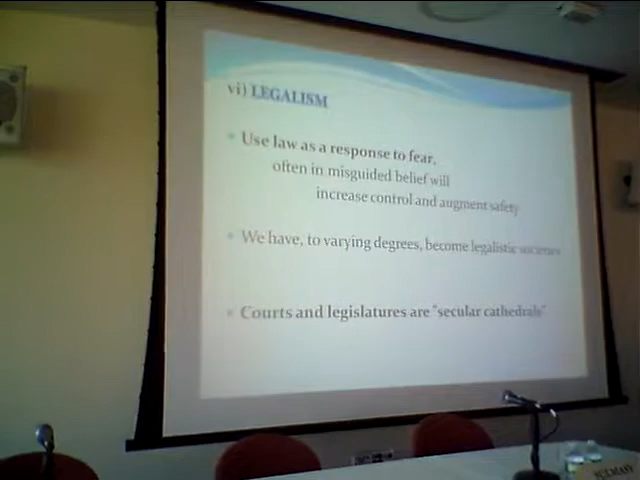 vi) LEGALISM
Use law as a response to fear,
often in misguided belief will
increase control and augment safety
We have, to varying degrees, become legalistic societies
Courts and legislatures are "secular cathedrals"